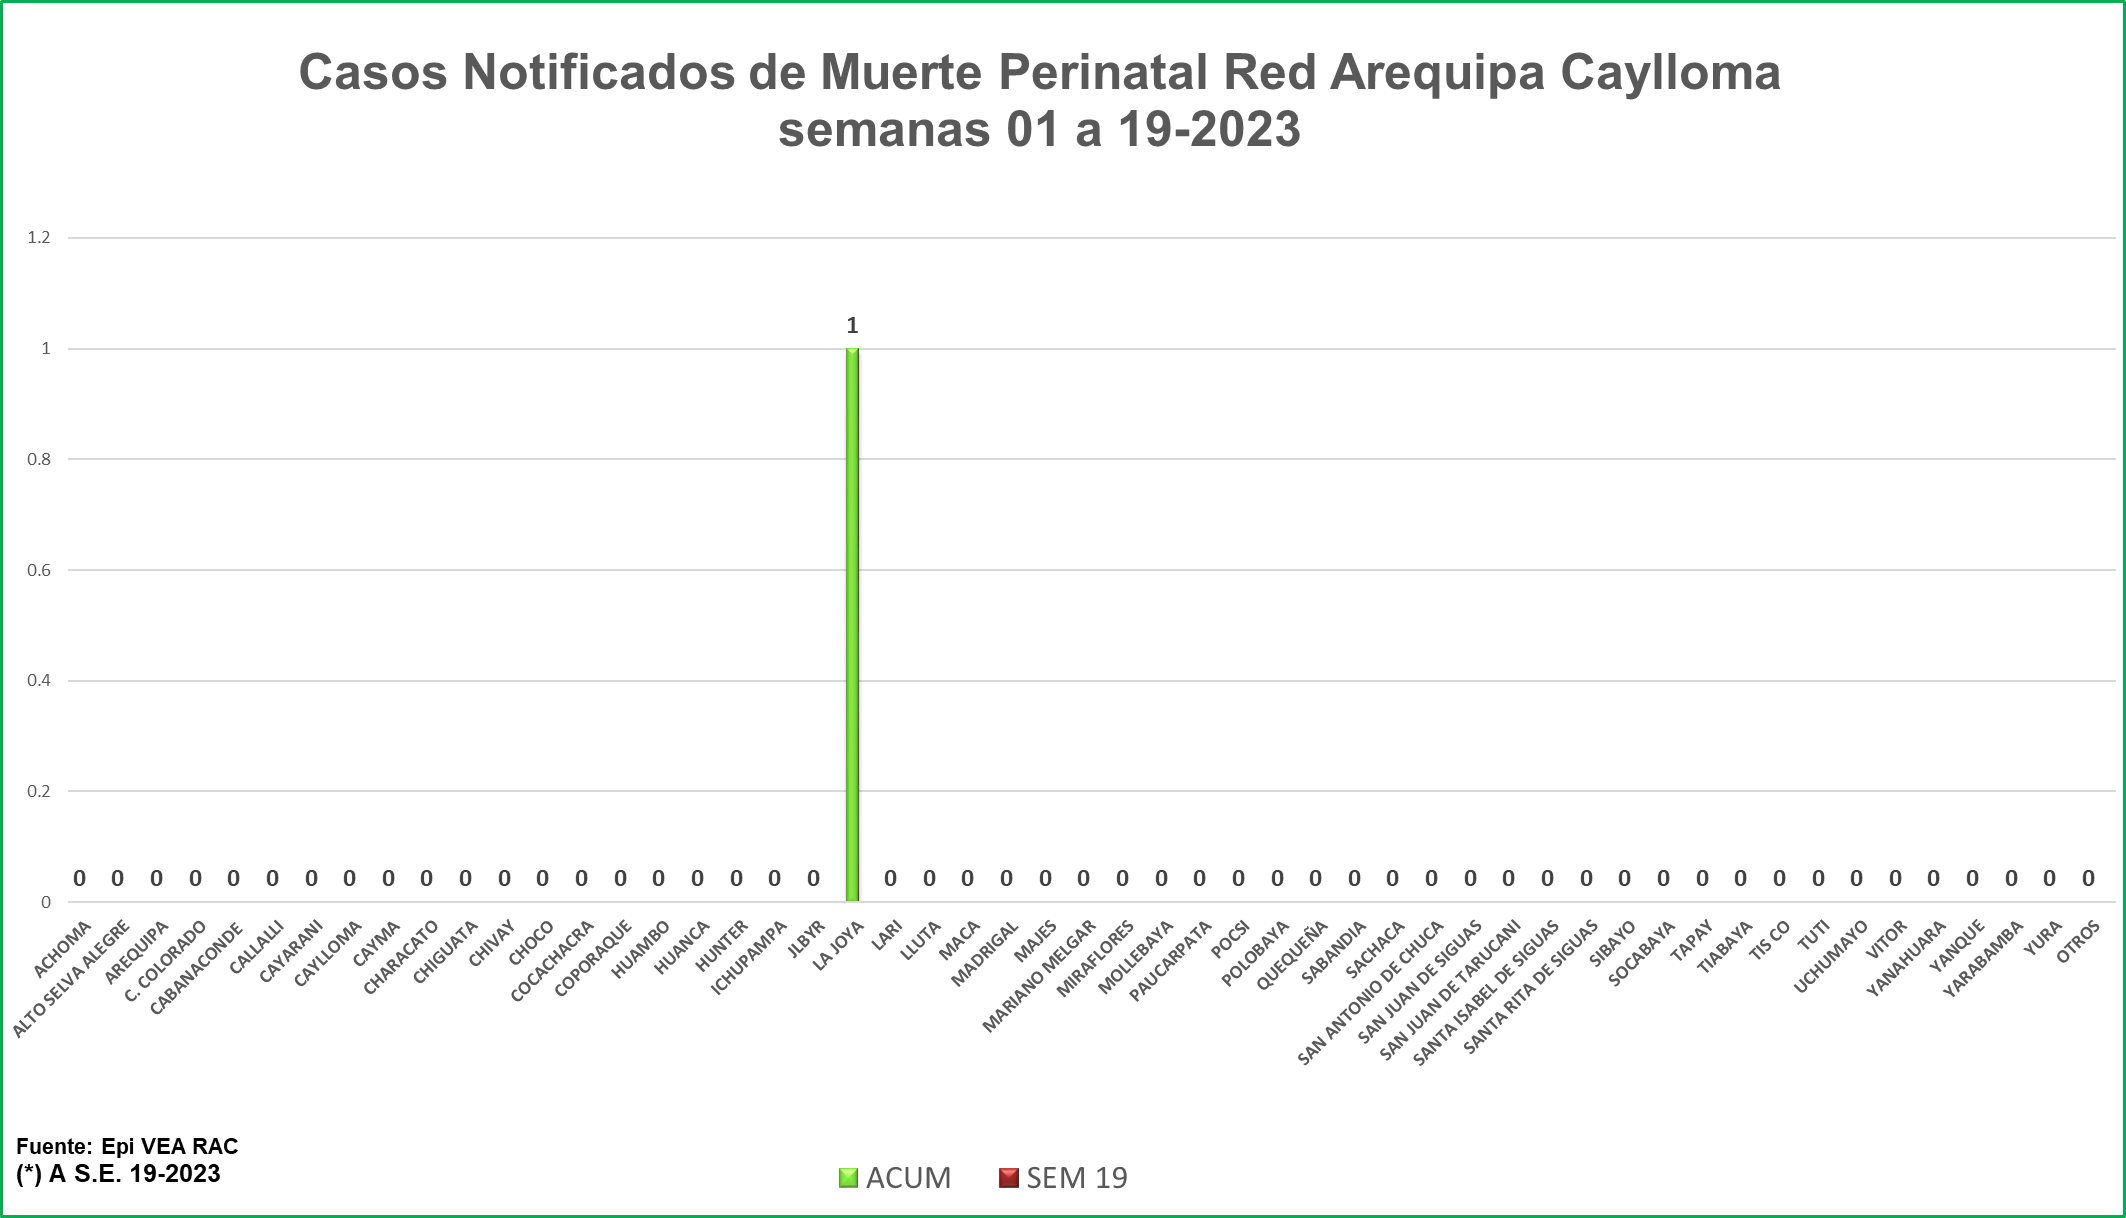 Casos Notificados de Muerte Perinatal Red Arequipa Caylloma
semanas 01 a 19-2023
1.2
1
0.8
0.6
0.4
0.2
0
0 0 0 0 0 0 0 0 0 0 0 0 0 0 0 0 0 0 0 0 1 0 0 0 0 0 0 0 0 0 0 0 0 0 0 0 0 0 0 0 0 0 0 0 0 0 0 0 0 0 0 0 0
ACHOMA
ALTO SELVA ALEGRE
AREQUIPA
C. COLORADO
CABANACONDE
CALLALLI
CAYARANI
CAYLLOMA
CAYMA
CHARACATO
CHIGUATA
CHIVAY
CHOCO
COCACHACRA
COPORAQUE
HUAMBO
HUANCA
HUNTER
ICHUPAMPA
JLBYR
LA JOYA
LARI
LLUTA
MACA
MADRIGAL
MAJES
MARIANO MELGAR
MIRAFLORES
MOLLEBAYA
PAUCARPATA
POCSI
POLOBAYA
QUEQUEÑA
SABANDIA
SACHACA
SAN ANTONIO DE CHUCA
SAN JUAN DE SIGUAS
SAN JUAN DE TARUCANI
SANTA ISABEL DE SIGUAS
SANTA RITA DE SIGUAS
SIBAYO
SOCABAYA
TAPAY
TIABAYA
TIS CO
TUTI
UCHUMAYO
VITOR
YANAHUARA
YANQUE
YARABAMBA
YURA
OTROS
Fuente: Epi VEA RAC
(*) A S.E. 19-2023
ACUM
SEM 19